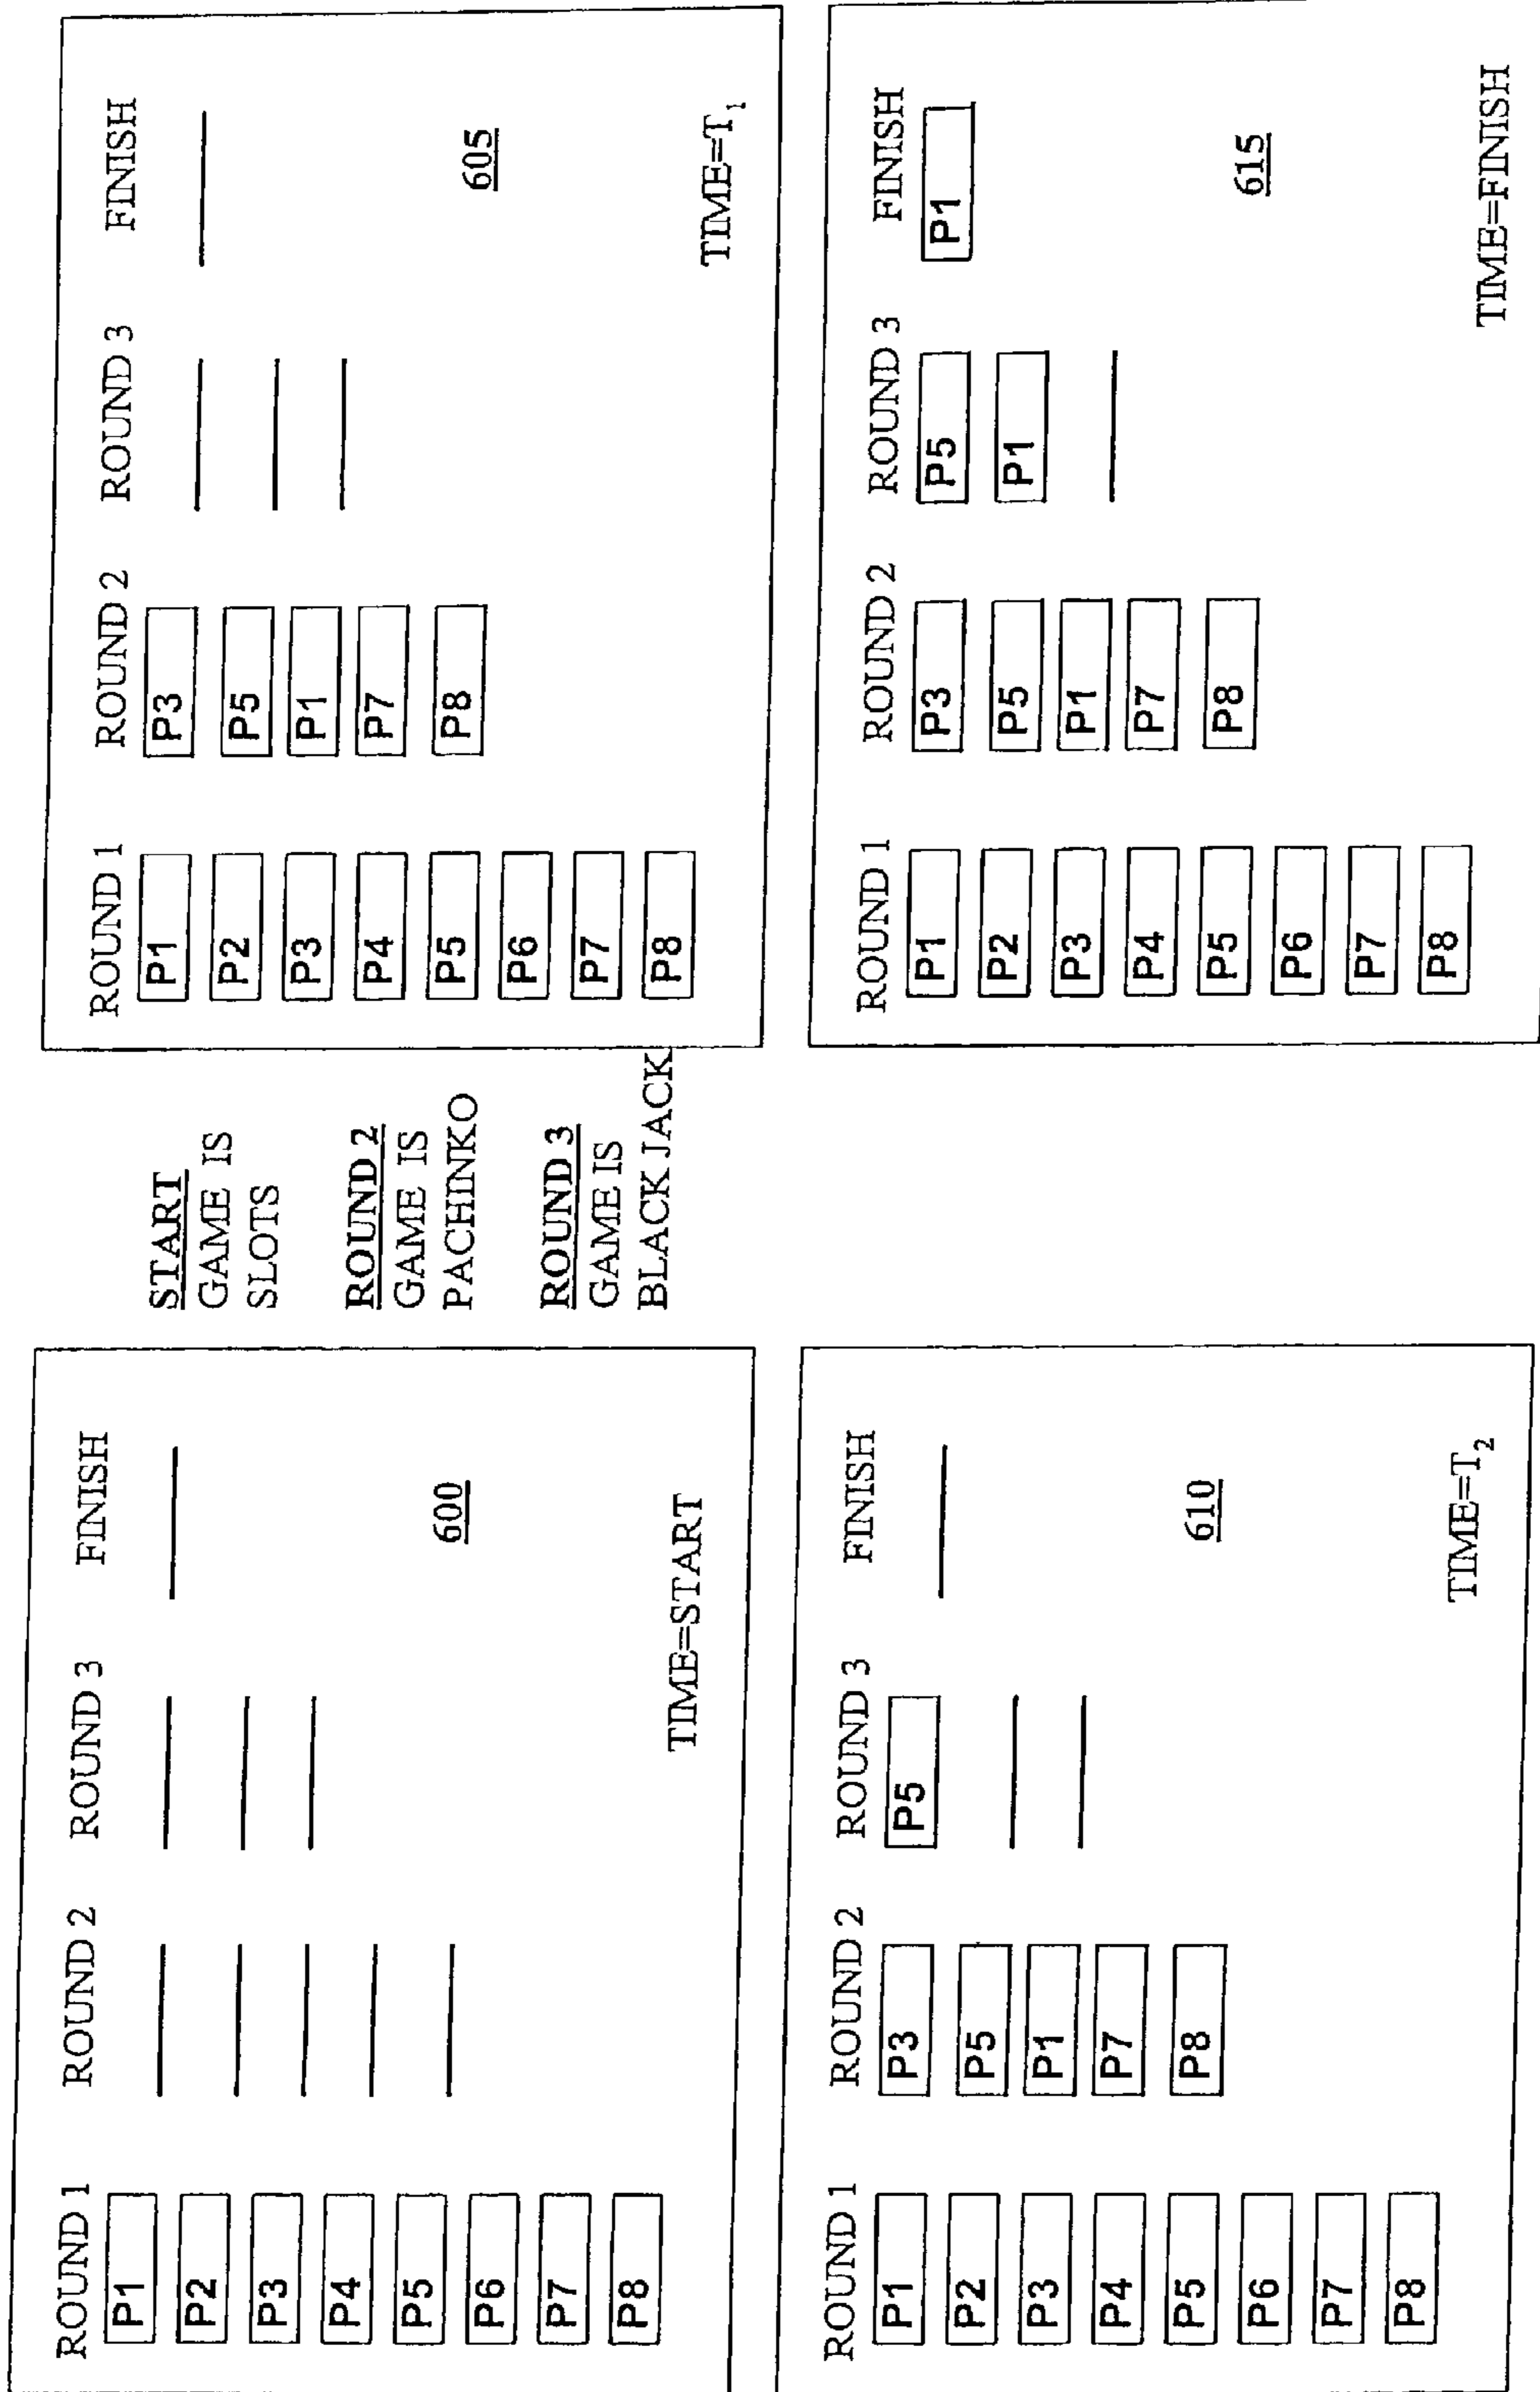 ROUND 1 ROUND 2 ROUND 3 FINISH
P1
P2
P3
P4
P5
P6
P7
P8
600
TIME=START
START
GAME IS
SLOTS
ROUND 2
GAME IS
PACHINKO
ROUND 3
GAME IS
BLACK JACK
ROUND 1 ROUND 2 ROUND 3 FINISH
P1 P3
P2 P5
P3 P1
P4 P7
P5 P8
P6
P7
P8
605
TIME=T₁
ROUND 1 ROUND 2 ROUND 3 FINISH
P1 P3 P5
P2 P5
P3 P1
P4 P7
P5 P8
P6
P7
P8
610
TIME=T₂
ROUND 1 ROUND 2 ROUND 3 FINISH
P1 P3 P5 P1
P2 P5 P1
P3 P1
P4 P7
P5 P8
P6
P7
P8
615
TIME=FINISH